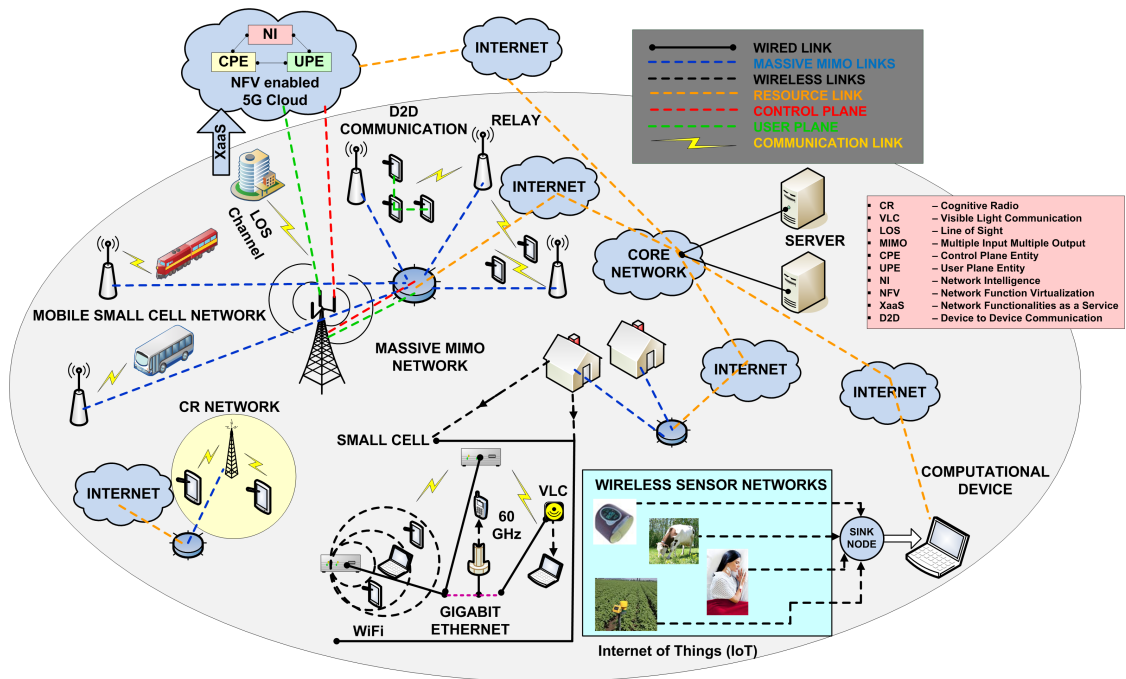 NI
CPE
UPE
NFV enabled
5G Cloud
XaaS
INTERNET
WIRED LINK
MASSIVE MIMO LINKS
WIRELESS LINKS
RESOURCE LINK
CONTROL PLANE
USER PLANE
COMMUNICATION LINK
D2D
COMMUNICATION
RELAY
LOS
Channel
INTERNET
CORE
NETWORK
SERVER
▪ CR – Cognitive Radio
▪ VLC – Visible Light Communication
▪ LOS – Line of Sight
▪ MIMO – Multiple Input Multiple Output
▪ CPE – Control Plane Entity
▪ UPE – User Plane Entity
▪ NI – Network Intelligence
▪ NFV – Network Function Virtualization
▪ XaaS – Network Functionalities as a Service
▪ D2D – Device to Device Communication
MOBILE SMALL CELL NETWORK
MASSIVE MIMO
NETWORK
INTERNET
INTERNET
CR NETWORK
INTERNET
SMALL CELL
VLC
60
GHz
WiFi
GIGABIT
ETHERNET
WIRELESS SENSOR NETWORKS
SINK
NODE
COMPUTATIONAL
DEVICE
Internet of Things (IoT)